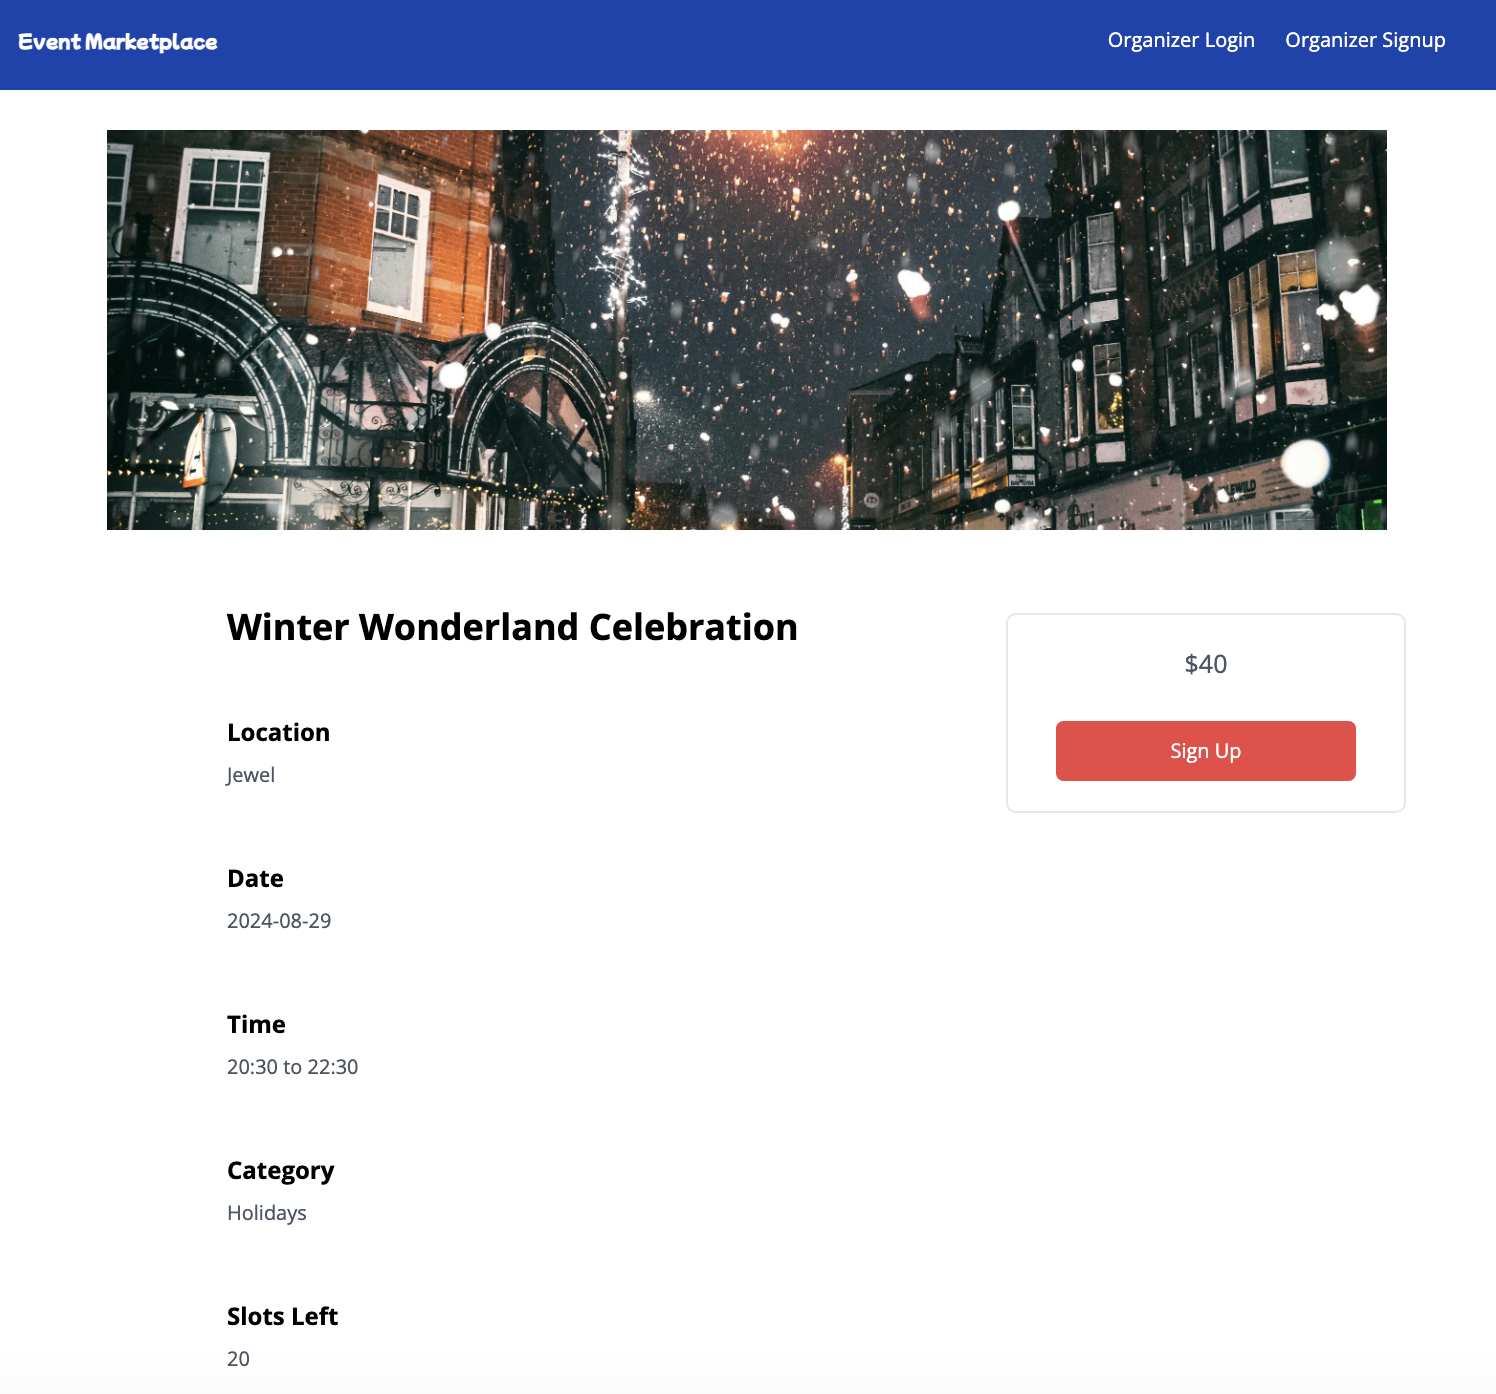 Event Marketplace
Organizer Login
Organizer Signup
Winter Wonderland Celebration
$40
Sign Up
Location
Jewel
Date
2024-08-29
Time
20:30 to 22:30
Category
Holidays
Slots Left
20